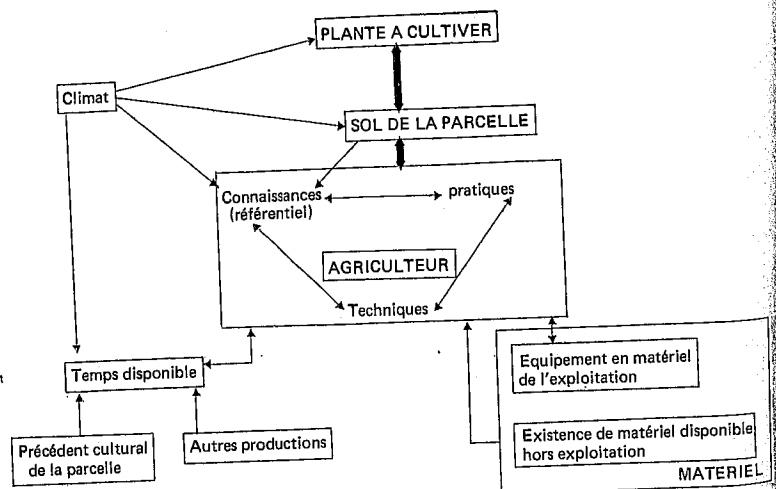 PLANTE A CULTIVER
Climat
SOL DE LA PARCELLE
Connaissances
(référentiel)
pratiques
AGRICULTEUR
Techniques
Temps disponible
Equipement en matériel
de l'exploitation
Précédent cultural
de la parcelle
Autres productions
Existence de matériel disponible
hors exploitation
MATERIEL